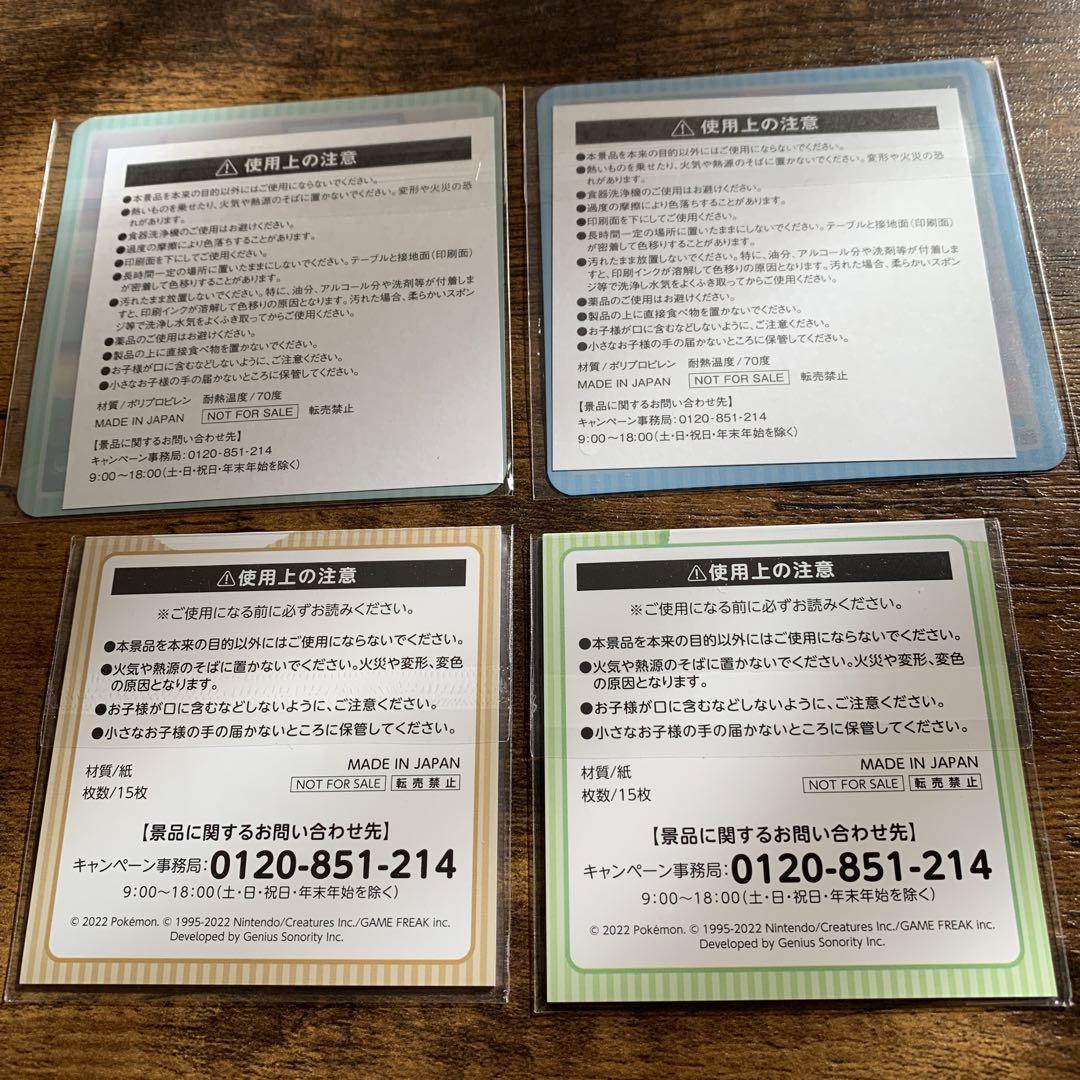 ⚠ 使用上の注意
●本景品を本来の目的以外にはご使用にならないでください。
●熱いものを乗せたり、火気や熱源のそばに置かないでください。変形や火災の恐
れがあります。
●食器洗浄機のご使用はお避けください。
●過度の摩擦により色落ちすることがあります。
●印刷面を下にしてご使用ください。
●長時間一定の場所に置いたままにしないでください。テーブルと接地面(印刷面)
が密着して色移りすることがあります。
●汚れたまま放置しないでください。特に、油分、アルコール分や洗剤等が付着しま
すと、印刷インクが溶解して色移りの原因となります。汚れた場合、柔らかいスポン
ジ等で洗浄し水気をよくふき取ってからご使用ください。
●薬品のご使用はお避けください。
●製品の上に直接食べ物を置かないでください。
●お子様が口に含むなどしないように、ご注意ください。
●小さなお子様の手の届かないところに保管してください。
材質/ポリプロピレン 耐熱温度/70度
MADE IN JAPAN NOT FOR SALE 転売禁止
【景品に関するお問い合わせ先】
キャンペーン事務局:0120-851-214
9:00〜18:00(土・日・祝日・年末年始を除く)
⚠ 使用上の注意
●本景品を本来の目的以外にはご使用にならないでください。
●熱いものを乗せたり、火気や熱源のそばに置かないでください。変形や火災の恐
れがあります。
●食器洗浄機のご使用はお避けください。
●過度の摩擦により色落ちすることがあります。
●印刷面を下にしてご使用ください。
●長時間一定の場所に置いたままにしないでください。テーブルと接地面(印刷面)
が密着して色移りすることがあります。
●汚れたまま放置しないでください。特に、油分、アルコール分や洗剤等が付着しま
すと、印刷インクが溶解して色移りの原因となります。汚れた場合、柔らかいスポン
ジ等で洗浄し水気をよくふき取ってからご使用ください。
●薬品のご使用はお避けください。
●製品の上に直接食べ物を置かないでください。
●お子様が口に含むなどしないように、ご注意ください。
●小さなお子様の手の届かないところに保管してください。
材質/ポリプロピレン 耐熱温度/70度
MADE IN JAPAN NOT FOR SALE 転売禁止
【景品に関するお問い合わせ先】
キャンペーン事務局:0120-851-214
9:00〜18:00(土・日・祝日・年末年始を除く)
⚠使用上の注意
※ご使用になる前に必ずお読みください。
●本景品を本来の目的以外にはご使用にならないでください。
●火気や熱源のそばに置かないでください。火災や変形、変色
の原因となります。
●お子様が口に含むなどしないように、ご注意ください。
●小さなお子様の手の届かないところに保管してください。
材質/紙 MADE IN JAPAN
枚数/15枚 NOT FOR SALE 転売禁止
【景品に関するお問い合わせ先】
キャンペーン事務局:0120-851-214
9:00〜18:00(土・日・祝日・年末年始を除く)
© 2022 Pokémon. © 1995-2022 Nintendo/Creatures Inc./GAME FREAK inc.
Developed by Genius Sonority Inc.
⚠使用上の注意
※ご使用になる前に必ずお読みください。
●本景品を本来の目的以外にはご使用にならないでください。
●火気や熱源のそばに置かないでください。火災や変形、変色
の原因となります。
●お子様が口に含むなどしないように、ご注意ください。
●小さなお子様の手の届かないところに保管してください。
材質/紙 MADE IN JAPAN
枚数/15枚 NOT FOR SALE 転売禁止
【景品に関するお問い合わせ先】
キャンペーン事務局:0120-851-214
9:00〜18:00(土・日・祝日・年末年始を除く)
© 2022 Pokémon. © 1995-2022 Nintendo/Creatures Inc./GAME FREAK inc.
Developed by Genius Sonority Inc.